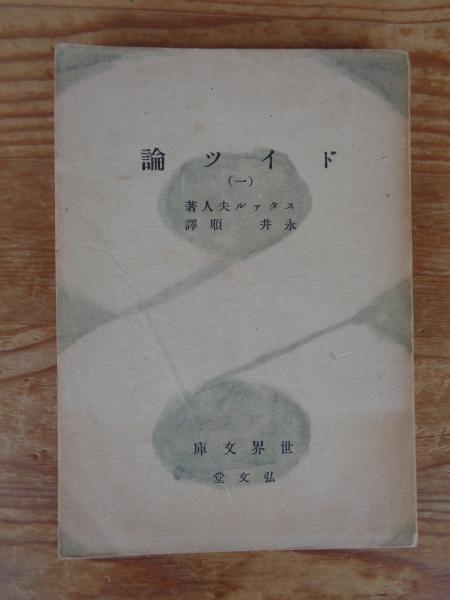 ドイツ論
(一)
スタァル夫人著
永井順譯
世界文庫
弘文堂